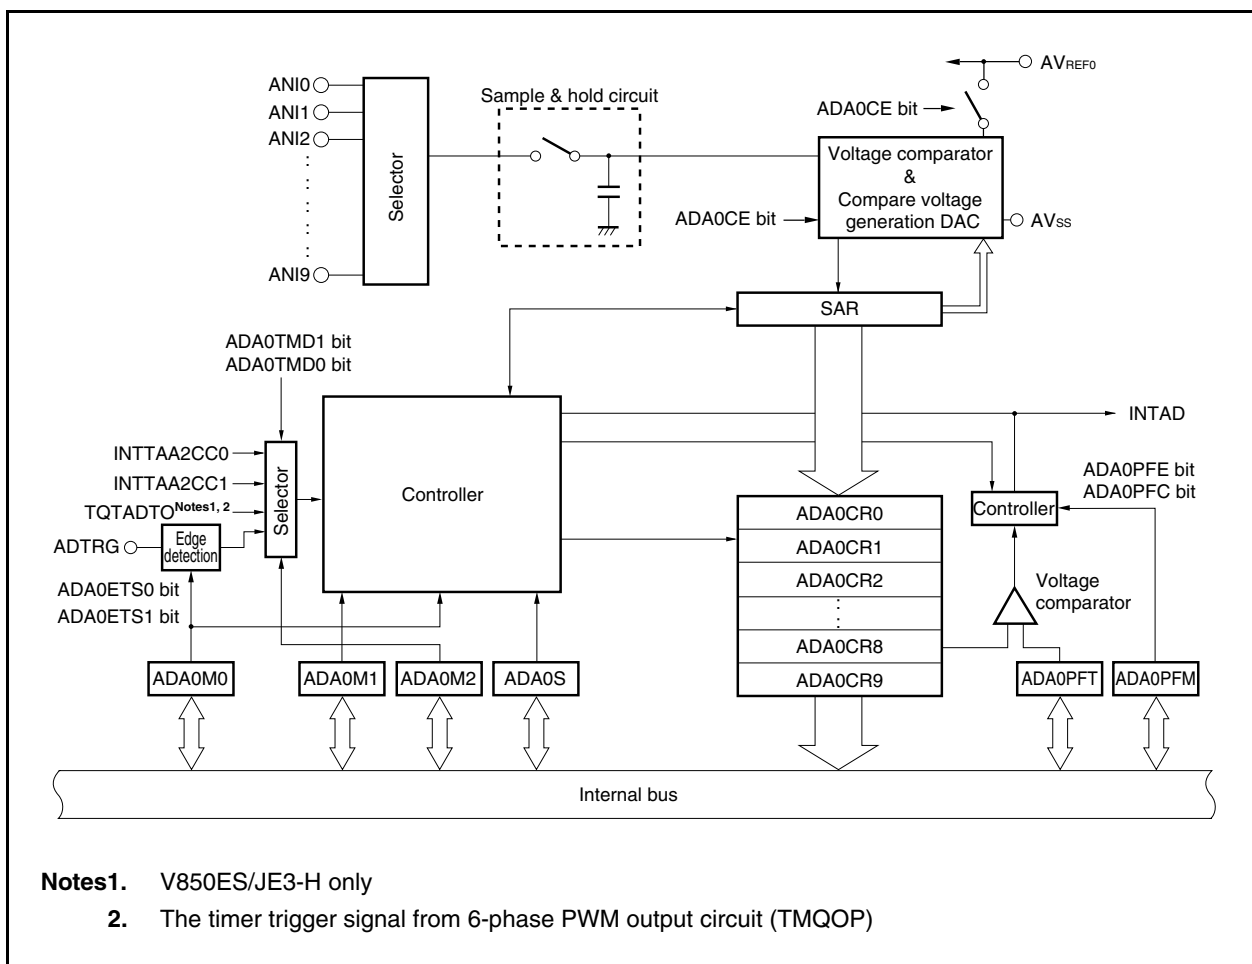 ANI0
ANI1
ANI2
ANI9
Selector
Sample & hold circuit
AVREF0
ADA0CE bit
Voltage comparator
&
Compare voltage
generation DAC
ADA0CE bit
AVSS
SAR
ADA0TMD1 bit
ADA0TMD0 bit
INTTAA2CC0
INTTAA2CC1
TQTADTO Notes1, 2
ADTRG
Edge
detection
Selector
ADA0ETS0 bit
ADA0ETS1 bit
Controller
INTAD
ADA0PFE bit
ADA0PFC bit
Controller
Voltage
comparator
ADA0CR0
ADA0CR1
ADA0CR2
ADA0CR8
ADA0CR9
ADA0M0
ADA0M1
ADA0M2
ADA0S
ADA0PFT
ADA0PFM
Internal bus
Notes1. V850ES/JE3-H only
2. The timer trigger signal from 6-phase PWM output circuit (TMQOP)